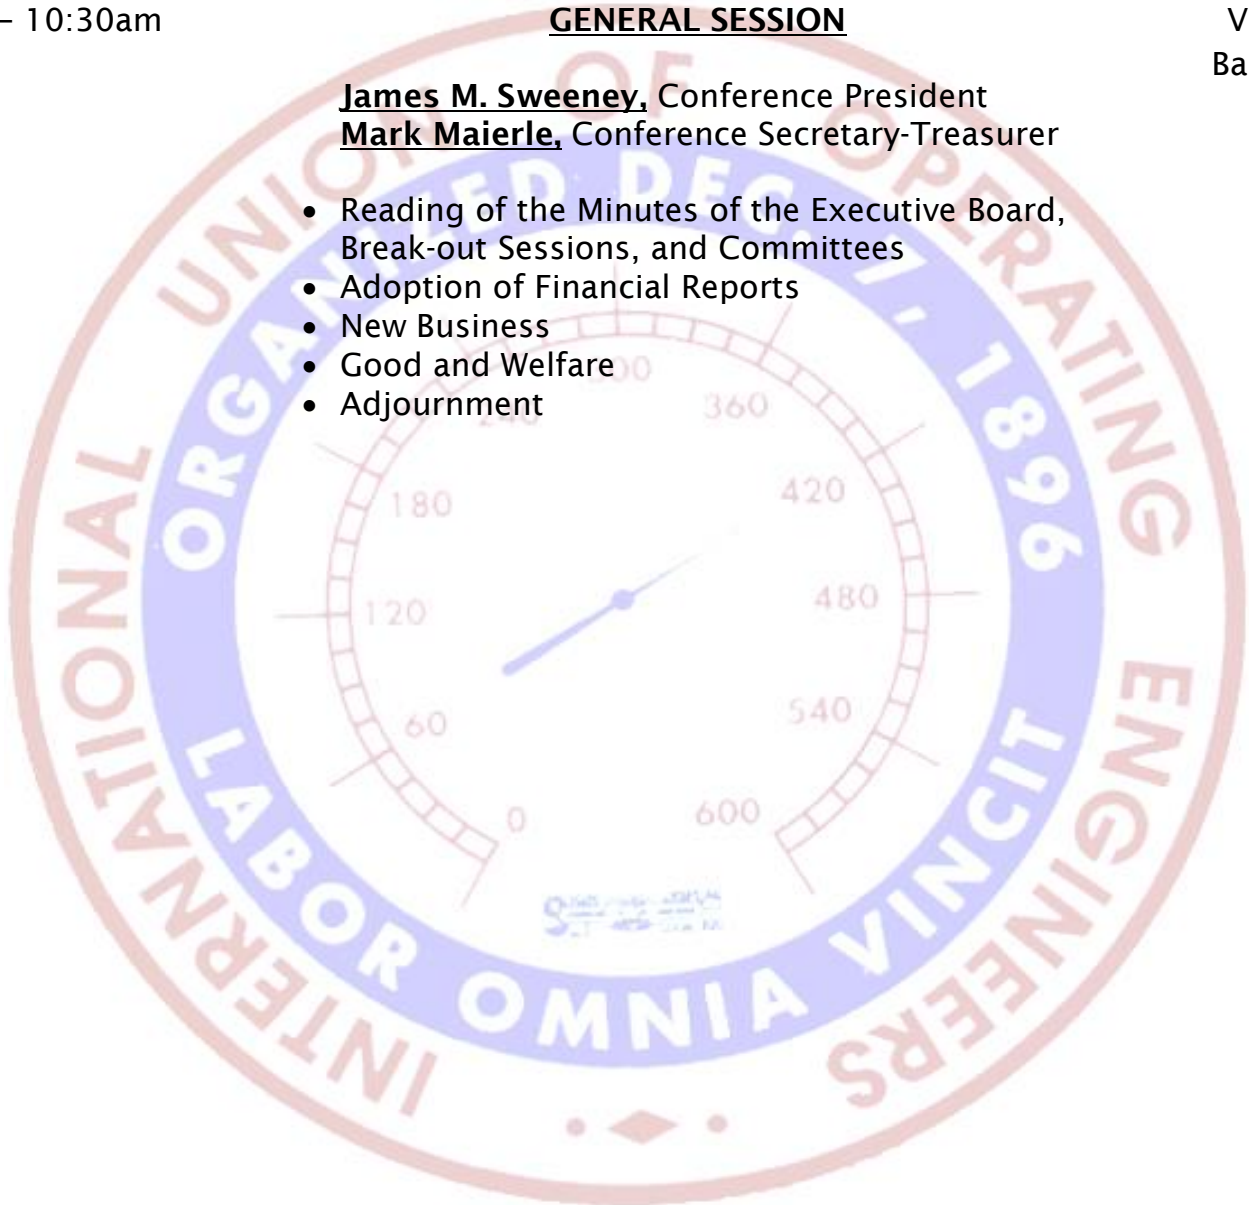 – 10:30am GENERAL SESSION V
Ba
James M. Sweeney, Conference President
Mark Maierle, Conference Secretary-Treasurer
• Reading of the Minutes of the Executive Board,
Break-out Sessions, and Committees
• Adoption of Financial Reports
• New Business
• Good and Welfare
• Adjournment
INTERNATIONAL UNION OF OPERATING ENGINEERS
ORGANIZED DEC. 7, 1896
LABOR OMNIA VINCIT
0
60
120
180
240
300
360
420
480
540
600